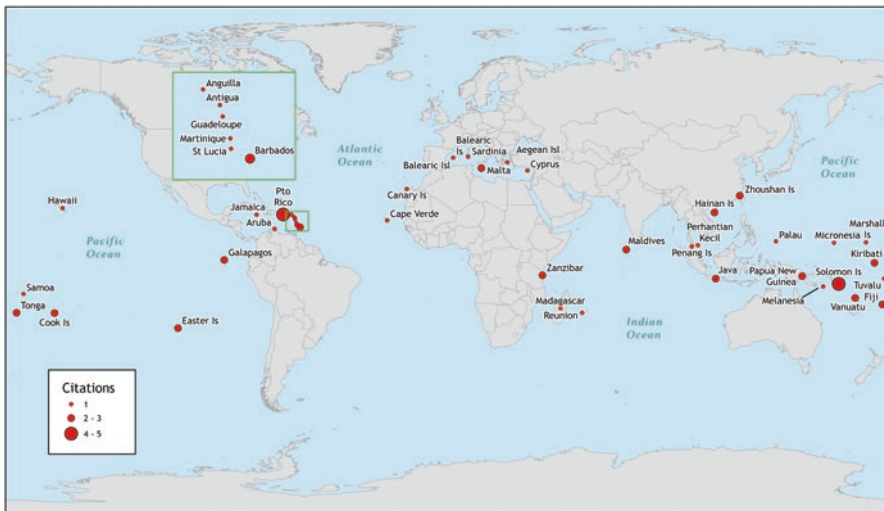 Anguilla
Antigua
Guadeloupe
Martinique
St Lucia
Barbados
Atlantic
Ocean
Balearic
Is
Sardinia
Aegean Isl
Balearic Isl
Malta
Cyprus
Pacific
Ocean
Hawaii
Jamaica
Pto
Rico
Aruba
Canary Is
Cape Verde
Zhoushan Is
Hainan Is
Perhantian
Kecil
Penang Is
Maldives
Palau
Micronesia
Marshall
Is
Kiribati
Pacific
Ocean
Galapagos
Zanzibar
Java
Papua New
Guinea
Solomon Is
Tuvalu
Melanesia
Vanuatu
Fiji
Samoa
Tonga
Cook Is
Easter Is
Madagascar
Reunion
Indian
Ocean
Citations
1
2 - 3
4 - 5